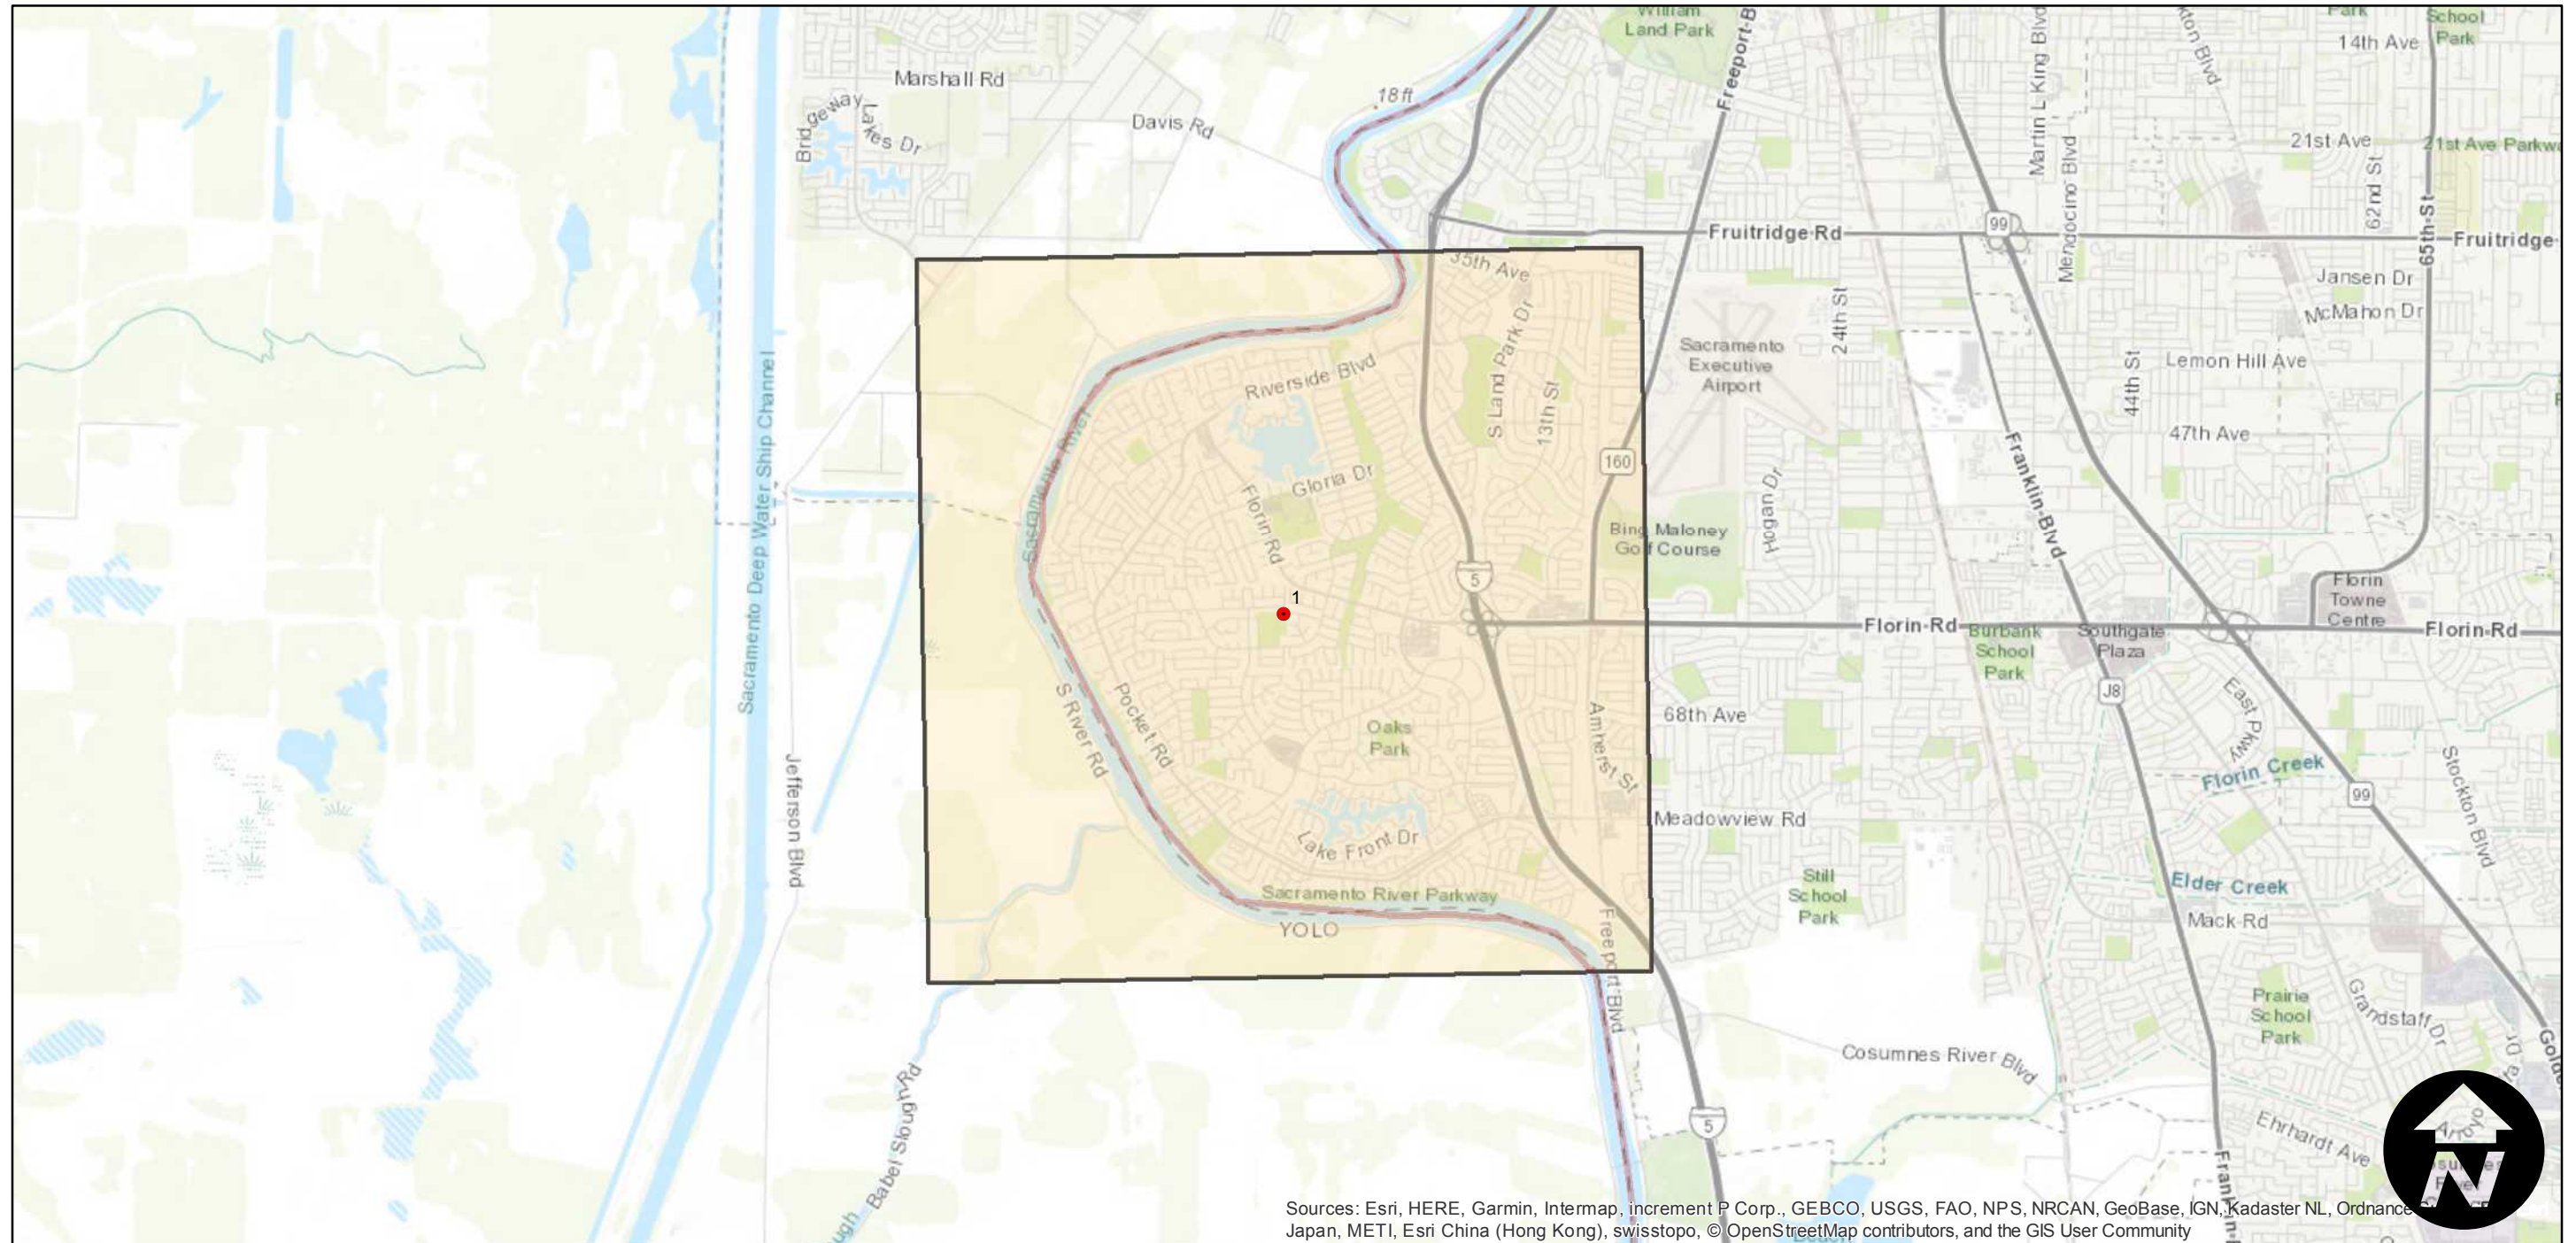 William
Land Park
Freeport-B
Park
School
Park
14th Ave
Marshall Rd
Martin L King Blvd
Bridgeway
Lakes Dr
18 ft
Davis Rd
21st Ave
21st Ave Parkw
62nd St
65th-St
Mendocino Blvd
99
Fruitridge-Rd
Fruitridge
35th Ave
Jansen Dr
McMahon Dr
S Land Park Dr
24th St
Sacramento
Executive
Airport
Lemon Hill Ave
44th St
Riverside Blvd
13th St
47th Ave
Sacramento Deep Water Ship Channel
Sacramento River
Gloria Dr
160
Florin Rd
Franklin-Blvd
Hogan Dr
Bing Maloney
Golf Course
5
1
Florin
Towne
Centre
Florin-Rd
Burbank
School
Park
Southgate
Plaza
Florin-Rd
J8
S River Rd
Pocket Rd
Oaks
Park
Amherst St
68th Ave
East Pkwy
Florin Creek
Stockton Blvd
99
Jefferson Blvd
Meadowview Rd
Lake Front Dr
Still
School
Park
Elder Creek
Mack Rd
Sacramento River Parkway
YOLO
Freeport-Blvd
Prairie
School
Park
Grandstaff Dr
Cosumnes River Blvd
Babel Slough Rd
5
Ehrhardt Ave
Arroyo
N
Sources: Esri, HERE, Garmin, Intermap, increment P Corp., GEBCO, USGS, FAO, NPS, NRCAN, GeoBase, IGN, Kadaster NL, Ordnance
Japan, METI, Esri China (Hong Kong), swisstopo, © OpenStreetMap contributors, and the GIS User Community